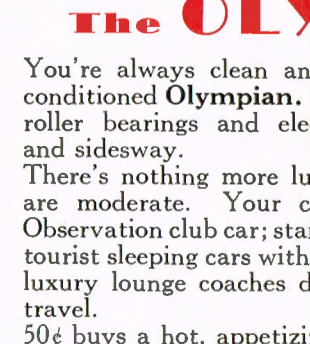 The OLY
You're always clean an
conditioned Olympian.
roller bearings and ele
and sidesway.
There's nothing more lu
are moderate. Your c
Observation club car; sta
tourist sleeping cars with
luxury lounge coaches d
travel.
50¢ buys a hot, appetizi